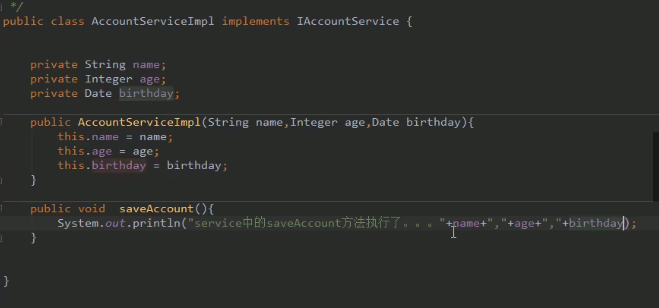 */
public class AccountServiceImpl implements IAccountService {
private String name;
private Integer age;
private Date birthday;
public AccountServiceImpl(String name,Integer age,Date birthday){
this.name = name;
this.age = age;
this.birthday = birthday;
}
public void  saveAccount(){
System.out.println("service中的saveAccount方法执行了。。。"+name+","+age+","+birthday);
}
}